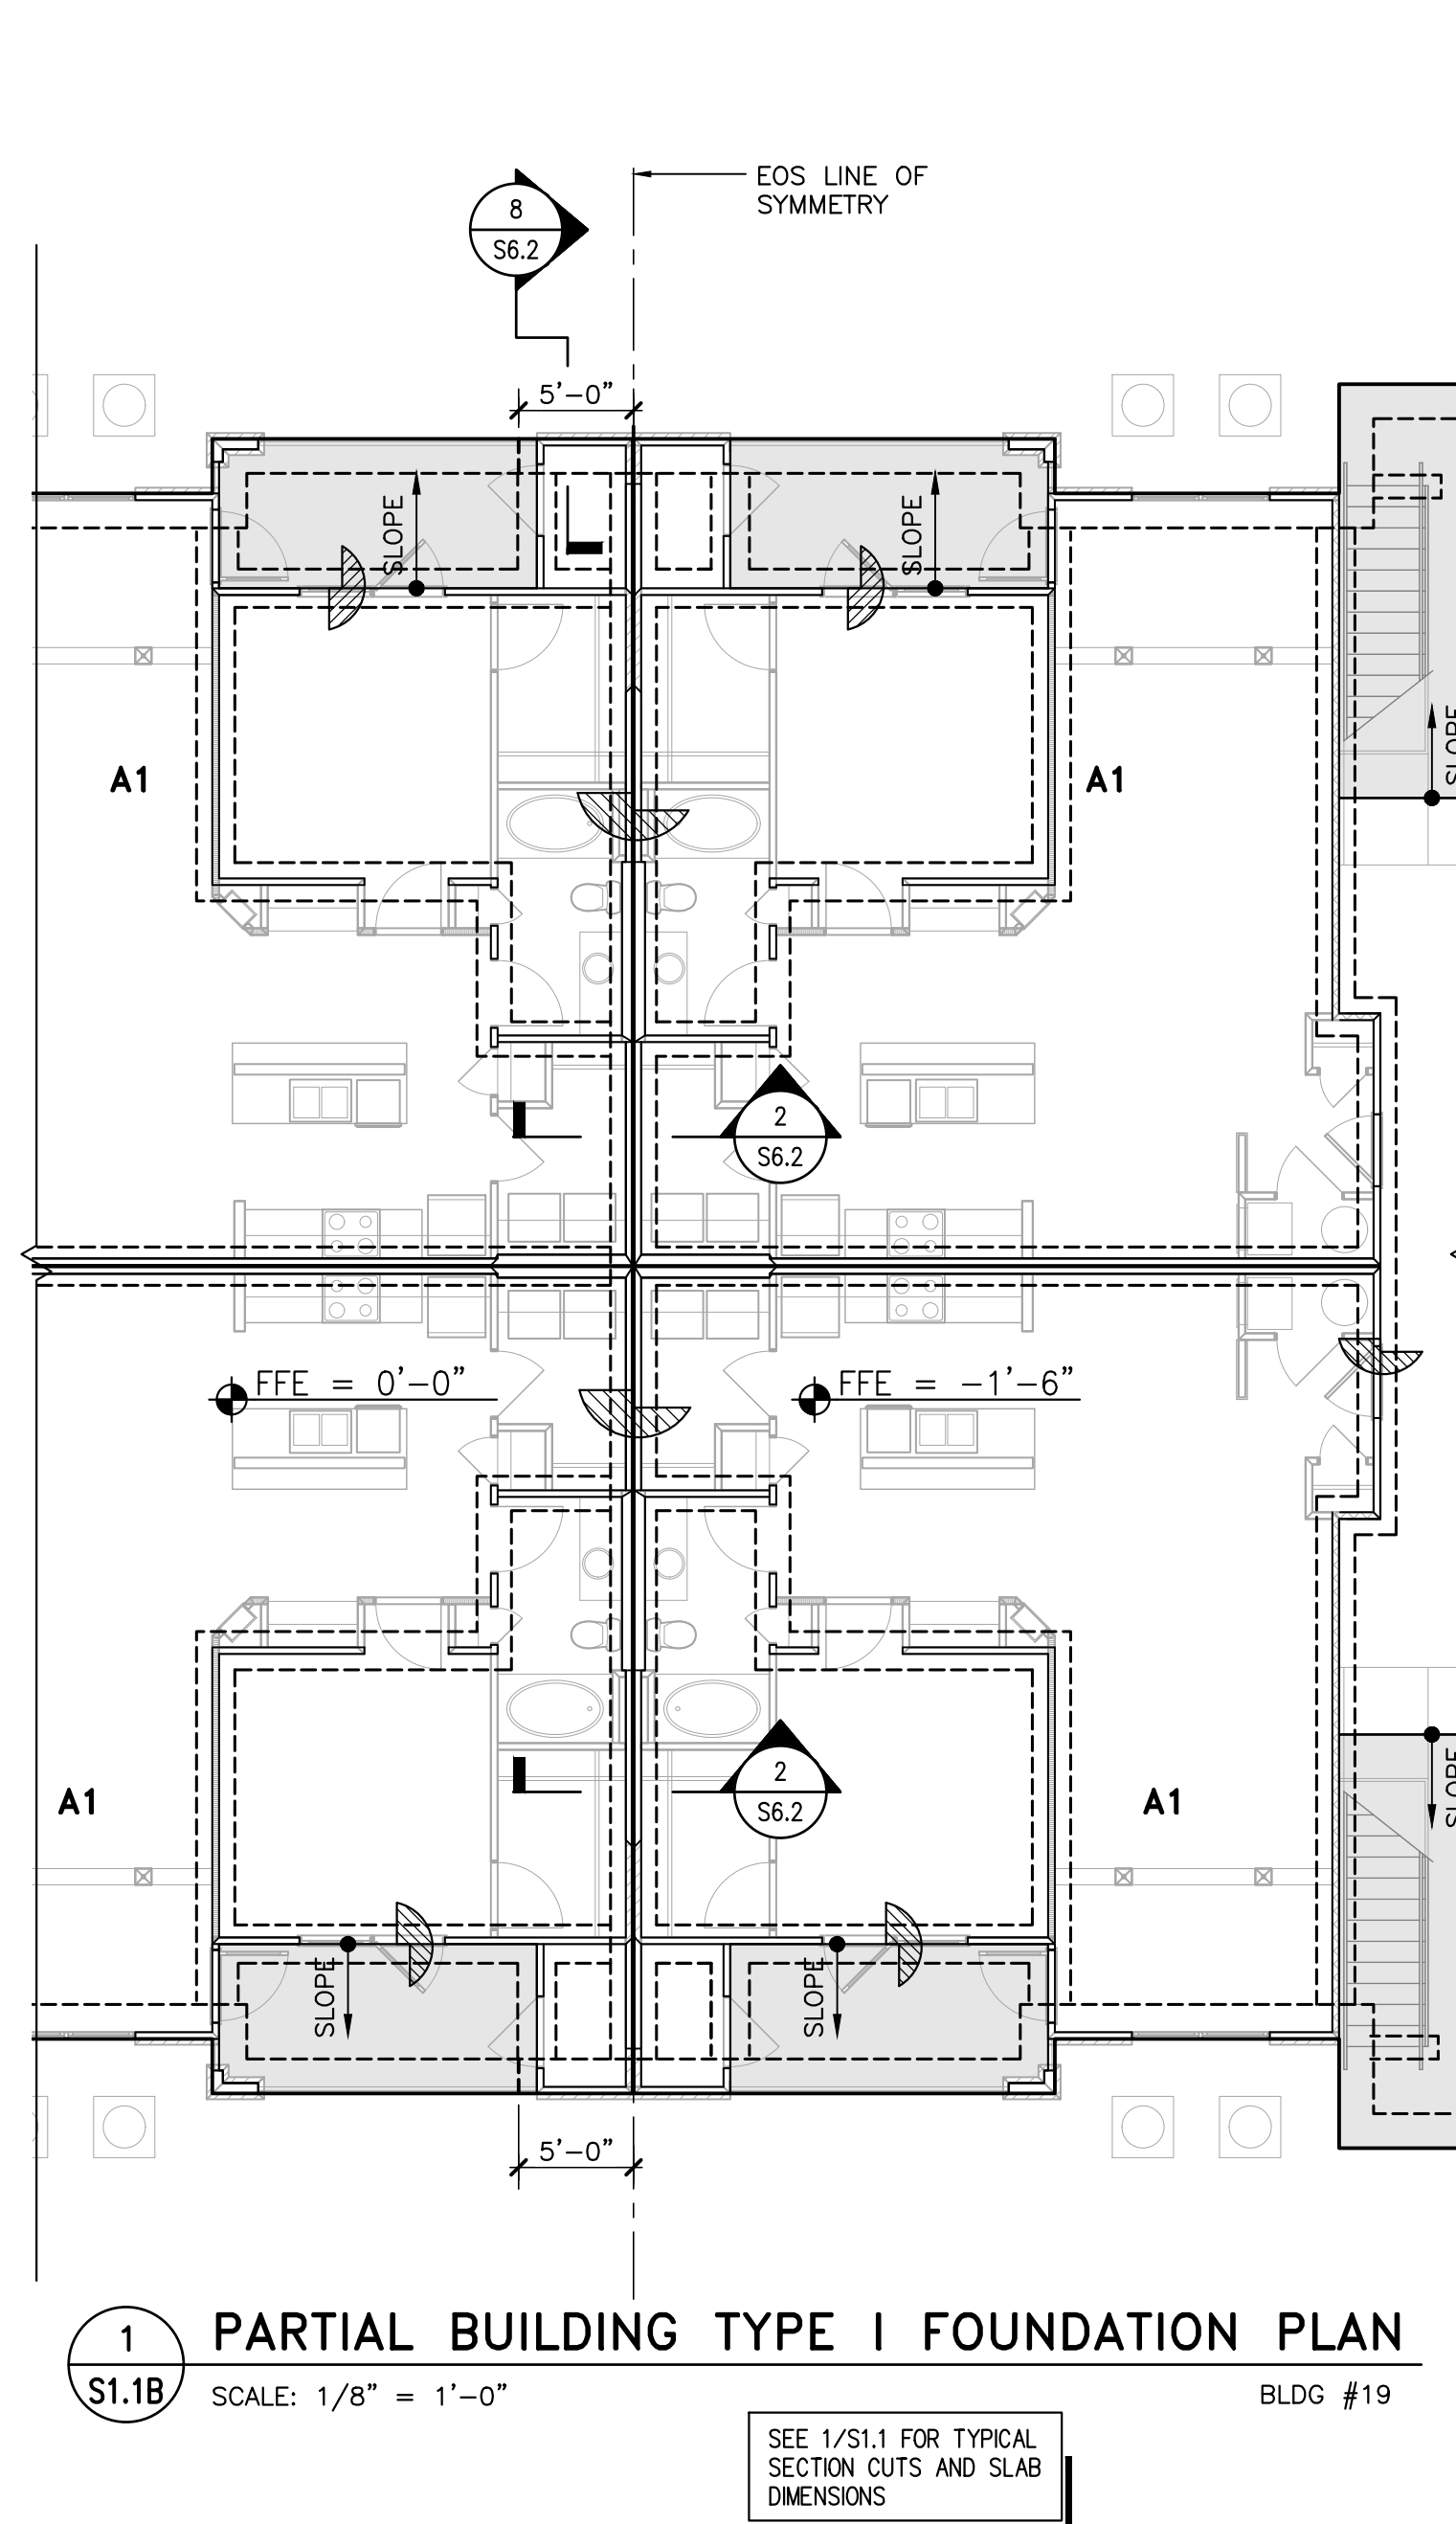 EOS LINE OF
SYMMETRY
8
S6.2
5'-0"
SLOPE
SLOPE
SLOPE
A1
A1
2
S6.2
FFE = 0'-0"
FFE = -1'-6"
2
S6.2
A1
A1
SLOPE
SLOPE
SLOPE
5'-0"
1
S1.1B
PARTIAL BUILDING TYPE I FOUNDATION PLAN
SCALE: 1/8" = 1'-0"
BLDG #19
SEE 1/S1.1 FOR TYPICAL
SECTION CUTS AND SLAB
DIMENSIONS